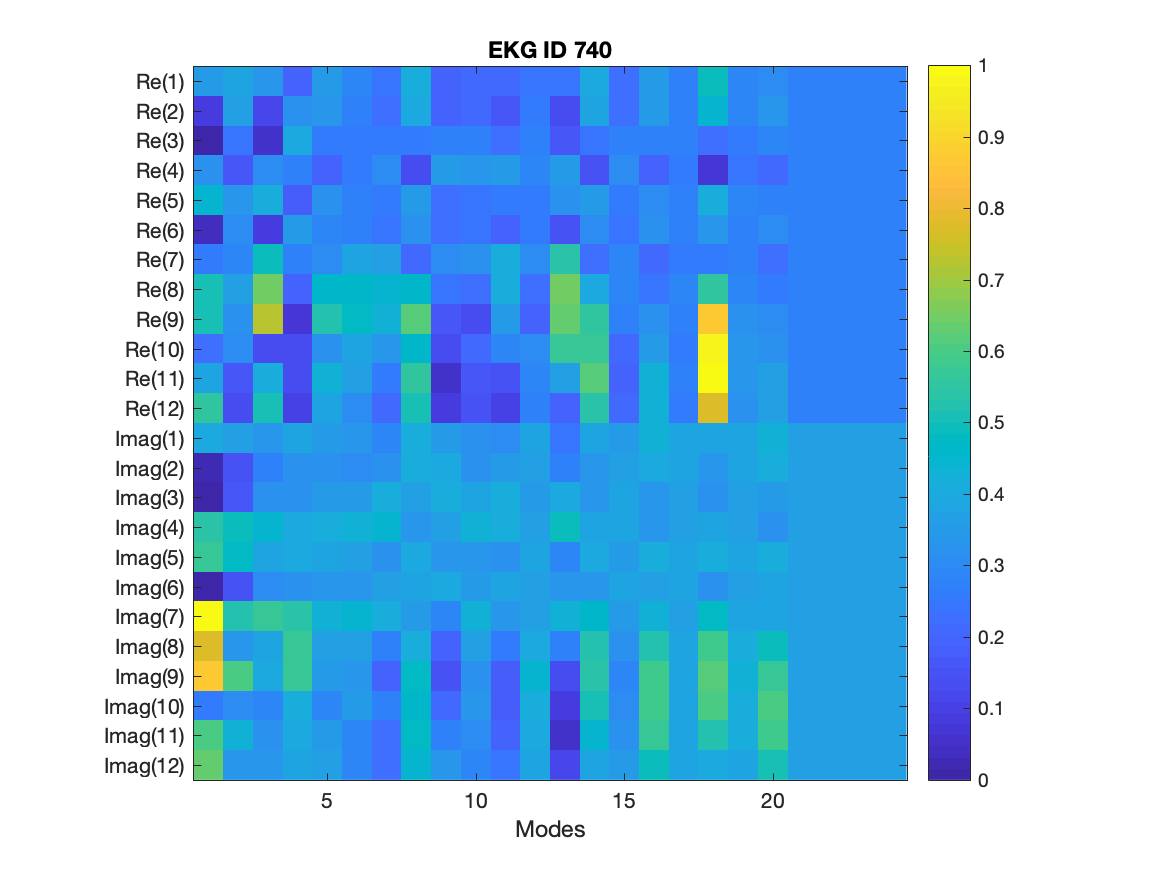 EKG ID 740
Re(1)
Re(2)
Re(3)
Re(4)
Re(5)
Re(6)
Re(7)
Re(8)
Re(9)
Re(10)
Re(11)
Re(12)
Imag(1)
Imag(2)
Imag(3)
Imag(4)
Imag(5)
Imag(6)
Imag(7)
Imag(8)
Imag(9)
Imag(10)
Imag(11)
Imag(12)
5 10 15 20
Modes
1
0.9
0.8
0.7
0.6
0.5
0.4
0.3
0.2
0.1
0